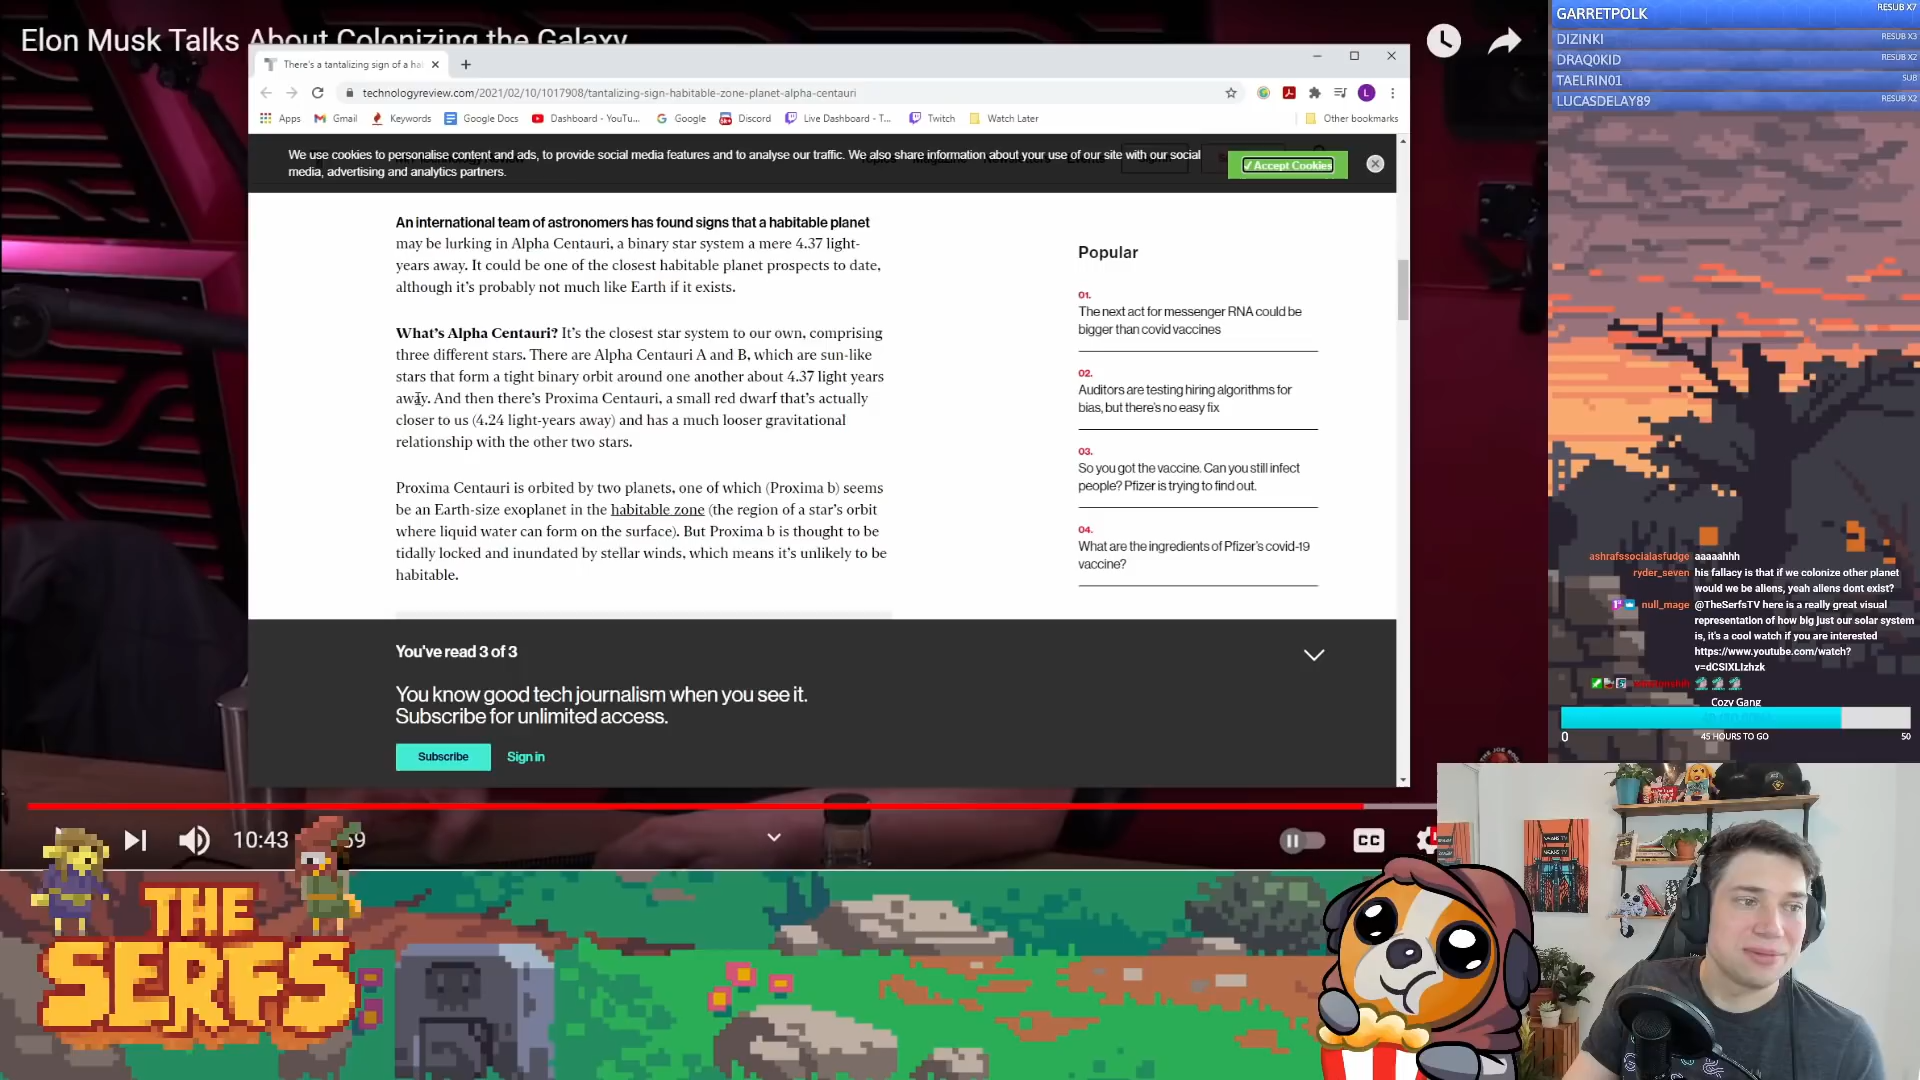 Elon Musk Talks About Colonizing the Galaxy
There's a tantalizing sign of a ha
technologyreview.com/2021/02/10/1017908/tantalizing-sign-habitable-zone-planet-alpha-centauri
Apps Gmail Keywords Google Docs Dashboard - YouTu... Google Discord Live Dashboard - T... Twitch Watch Later Other bookmarks
We use cookies to personalise content and ads, to provide social media features and to analyse our traffic. We also share information about your use of our site with our social
media, advertising and analytics partners.
✓Accept Cookies
An international team of astronomers has found signs that a habitable planet
may be lurking in Alpha Centauri, a binary star system a mere 4.37 light-
years away. It could be one of the closest habitable planet prospects to date,
although it's probably not much like Earth if it exists.
What's Alpha Centauri? It's the closest star system to our own, comprising
three different stars. There are Alpha Centauri A and B, which are sun-like
stars that form a tight binary orbit around one another about 4.37 light years
away. And then there's Proxima Centauri, a small red dwarf that's actually
closer to us (4.24 light-years away) and has a much looser gravitational
relationship with the other two stars.
Proxima Centauri is orbited by two planets, one of which (Proxima b) seems
be an Earth-size exoplanet in the habitable zone (the region of a star's orbit
where liquid water can form on the surface). But Proxima b is thought to be
tidally locked and inundated by stellar winds, which means it's unlikely to be
habitable.
Popular
01.
The next act for messenger RNA could be
bigger than covid vaccines
02.
Auditors are testing hiring algorithms for
bias, but there's no easy fix
03.
So you got the vaccine. Can you still infect
people? Pfizer is trying to find out.
04.
What are the ingredients of Pfizer's covid-19
vaccine?
You've read 3 of 3
You know good tech journalism when you see it.
Subscribe for unlimited access.
Subscribe Sign in
10:43
59
CC
THE
SERFS
GARRETPOLK RESUB X7
DIZINKI RESUB X3
DRAQ0KID RESUB X2
TAELRIN01 SUB
LUCASDELAY89 RESUB X2
ashrafssocialasfudge aaaaahhh
ryder_seven his fallacy is that if we colonize other planet
would we be aliens, yeah aliens dont exist?
null_mage @TheSerfsTV here is a really great visual
representation of how big just our solar system
is, it's a cool watch if you are interested
https://www.youtube.com/watch?
v=dCSIXLIzhzk
Cozy Gang
0 45 HOURS TO GO 50